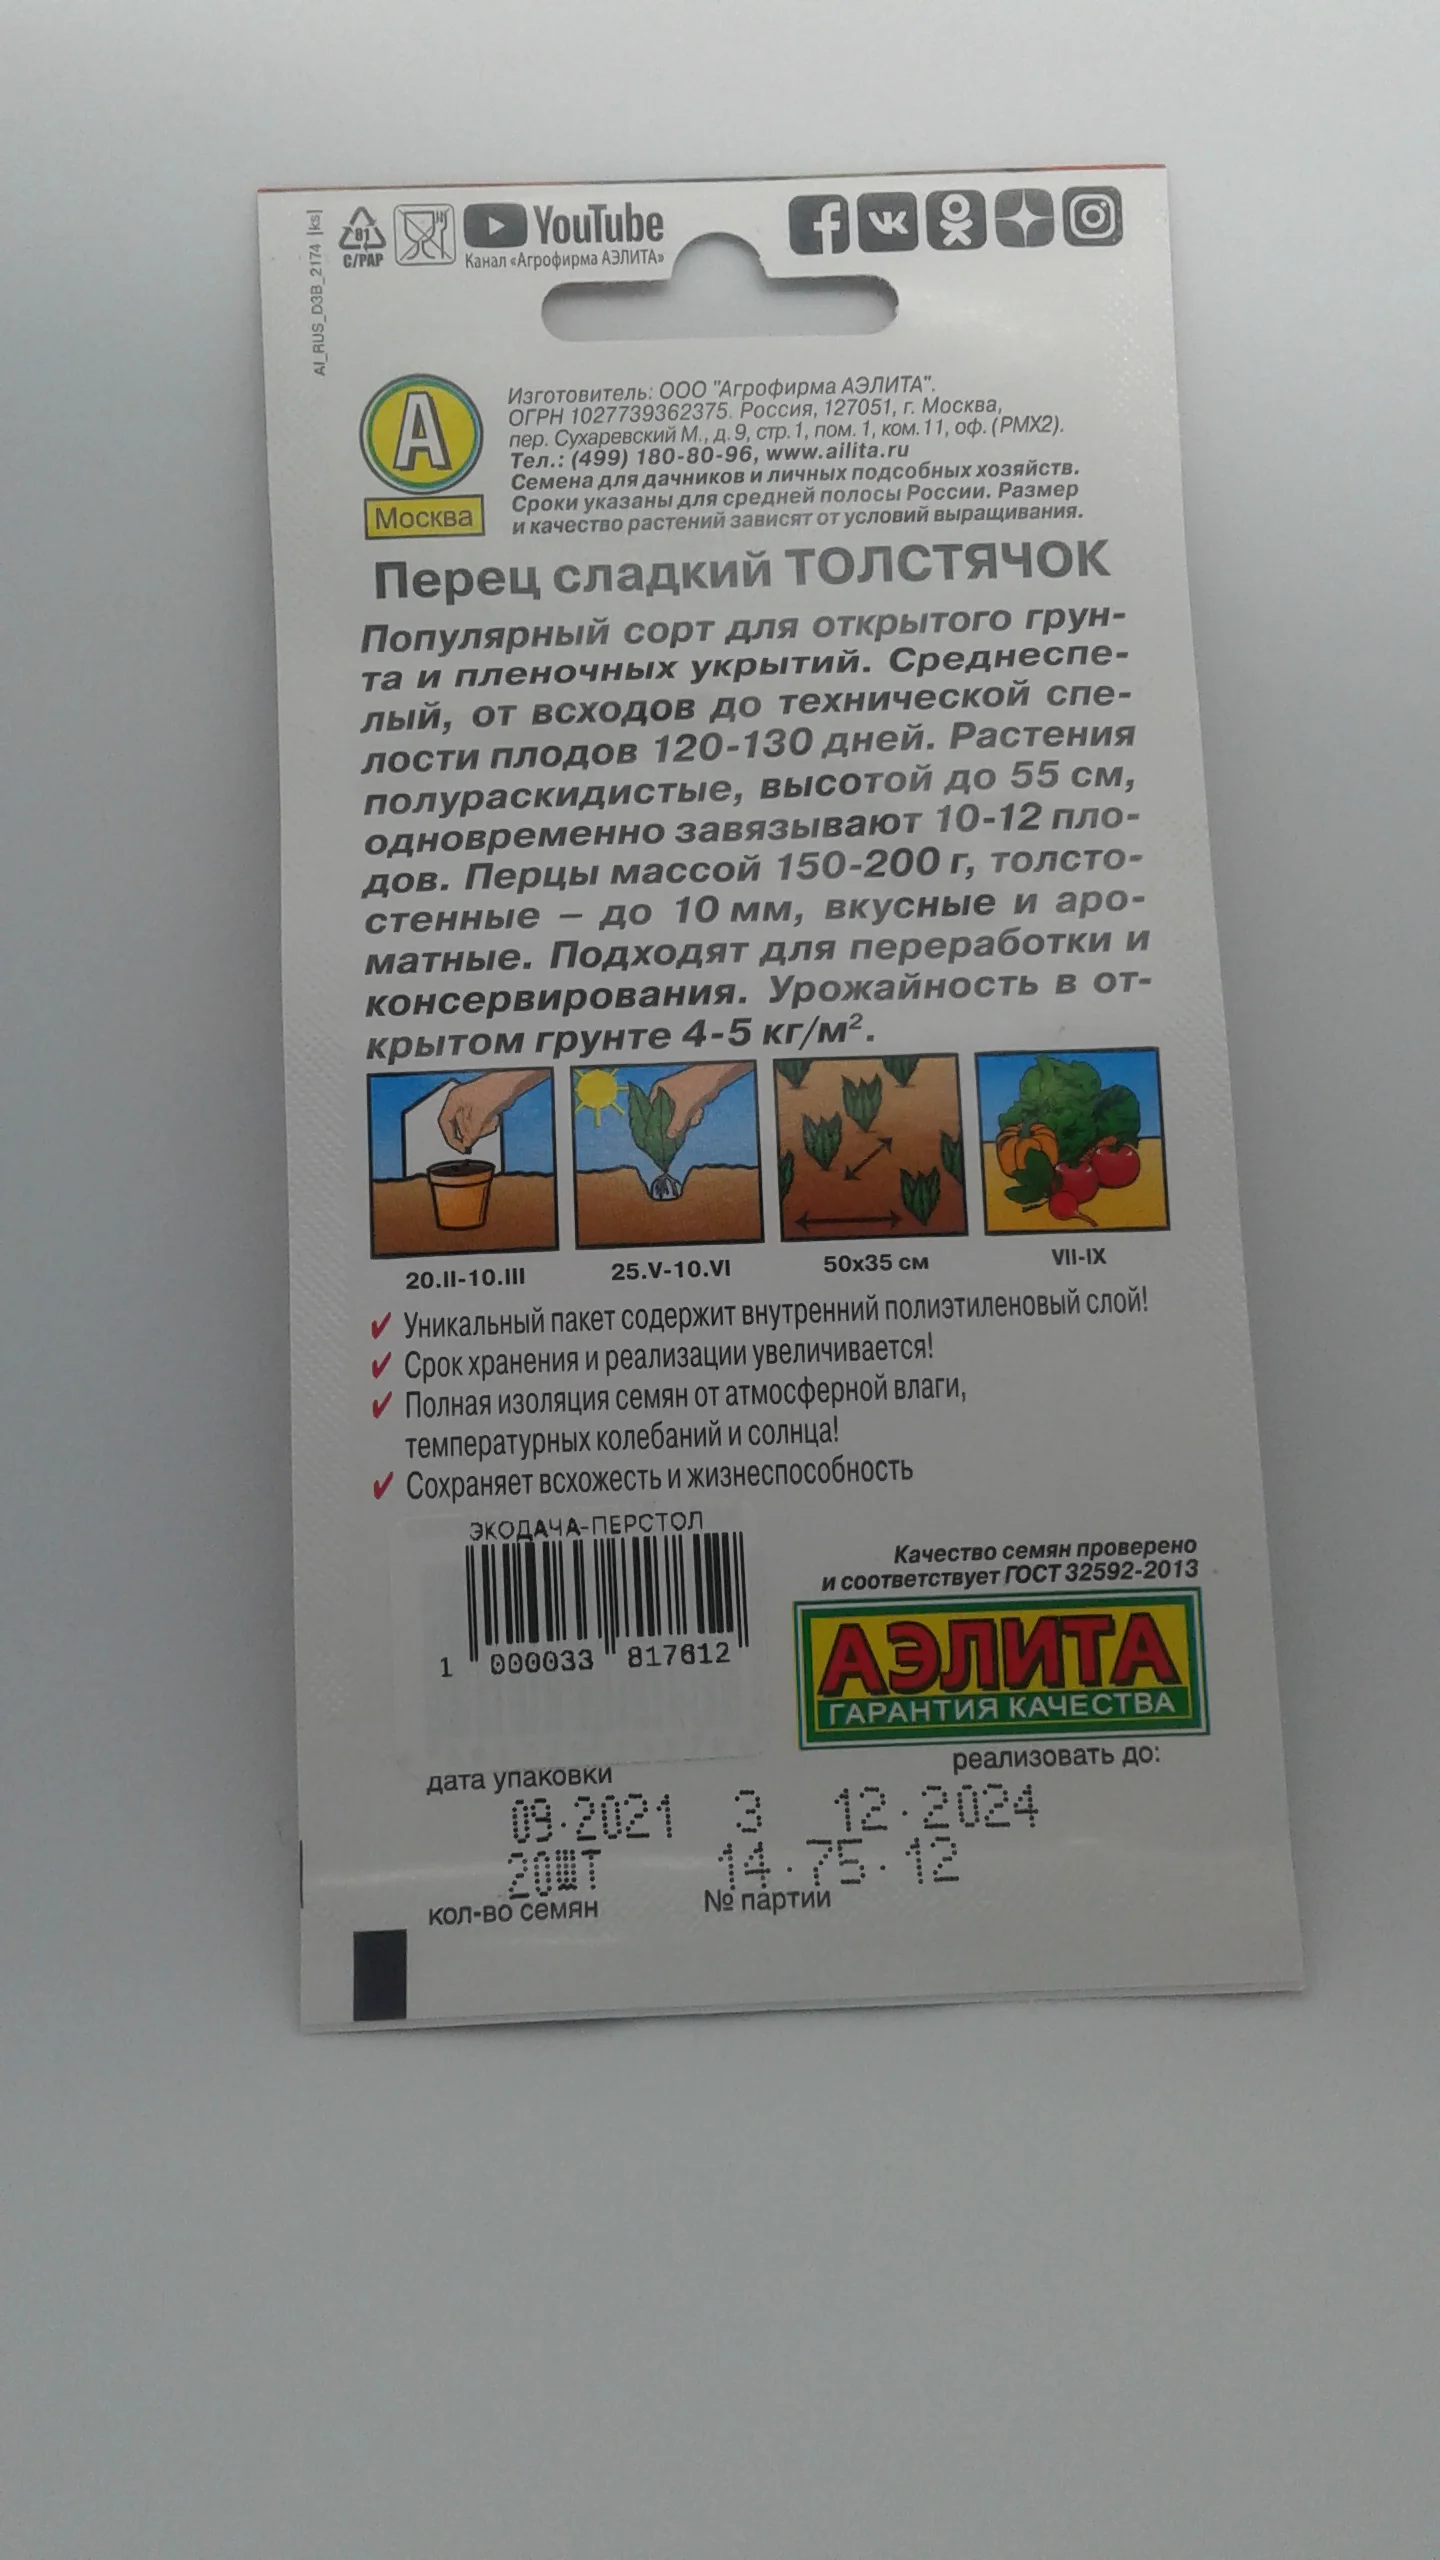 AI_RUS_D3B_2174 [ks]
81
C/PAP
YouTube
Канал «Агрофирма АЭЛИТА»
А
Москва
Изготовитель: ООО "Агрофирма АЭЛИТА".
ОГРН 1027739362375. Россия, 127051, г. Москва,
пер. Сухаревский М., д. 9, стр. 1, пом. 1, ком. 11, оф. (РМХ2).
Тел.: (499) 180-80-96, www.ailita.ru
Семена для дачников и личных подсобных хозяйств.
Сроки указаны для средней полосы России. Размер
и качество растений зависят от условий выращивания.
Перец сладкий ТОЛСТЯЧОК
Популярный сорт для открытого грун-
та и пленочных укрытий. Среднеспе-
лый, от всходов до технической спе-
лости плодов 120-130 дней. Растения
полураскидистые, высотой до 55 см,
одновременно завязывают 10-12 пло-
дов. Перцы массой 150-200 г, толсто-
стенные – до 10 мм, вкусные и аро-
матные. Подходят для переработки и
консервирования. Урожайность в от-
крытом грунте 4-5 кг/м².
20.II-10.III
25.V-10.VI
50х35 см
VII-IX
Уникальный пакет содержит внутренний полиэтиленовый слой!
Срок хранения и реализации увеличивается!
Полная изоляция семян от атмосферной влаги,
температурных колебаний и солнца!
Сохраняет всхожесть и жизнеспособность
ЭКОДАЧА-ПЕРСТОЛ
1 000033 817612
Качество семян проверено
и соответствует ГОСТ 32592-2013
АЭЛИТА
ГАРАНТИЯ КАЧЕСТВА
дата упаковки
реализовать до:
09.2021 3 12.2024
20ШТ 14.75.12
кол-во семян
№ партии